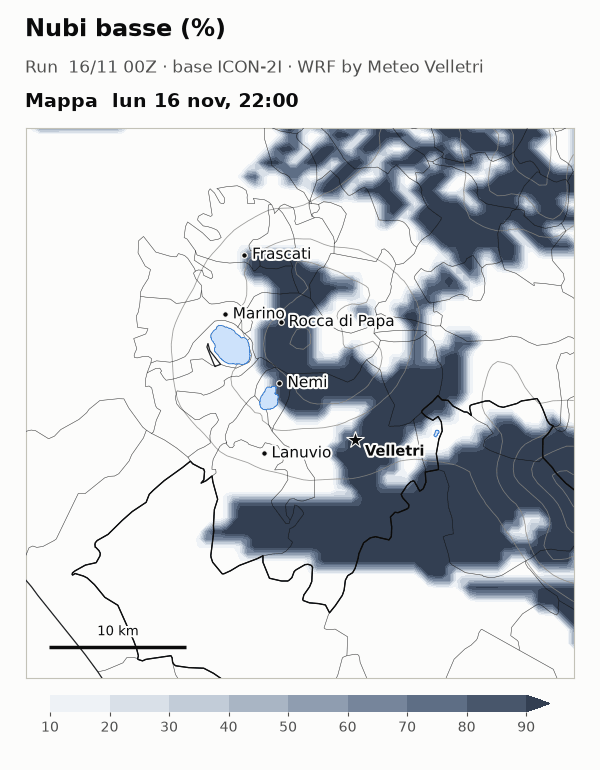 Nubi basse (%)
Run  16/11 00Z · base ICON-2I · WRF by Meteo Velletri
Mappa  lun 16 nov, 22:00
Frascati
Marino
Rocca di Papa
Nemi
Velletri
Lanuvio
10 km
10 20 30 40 50 60 70 80 90